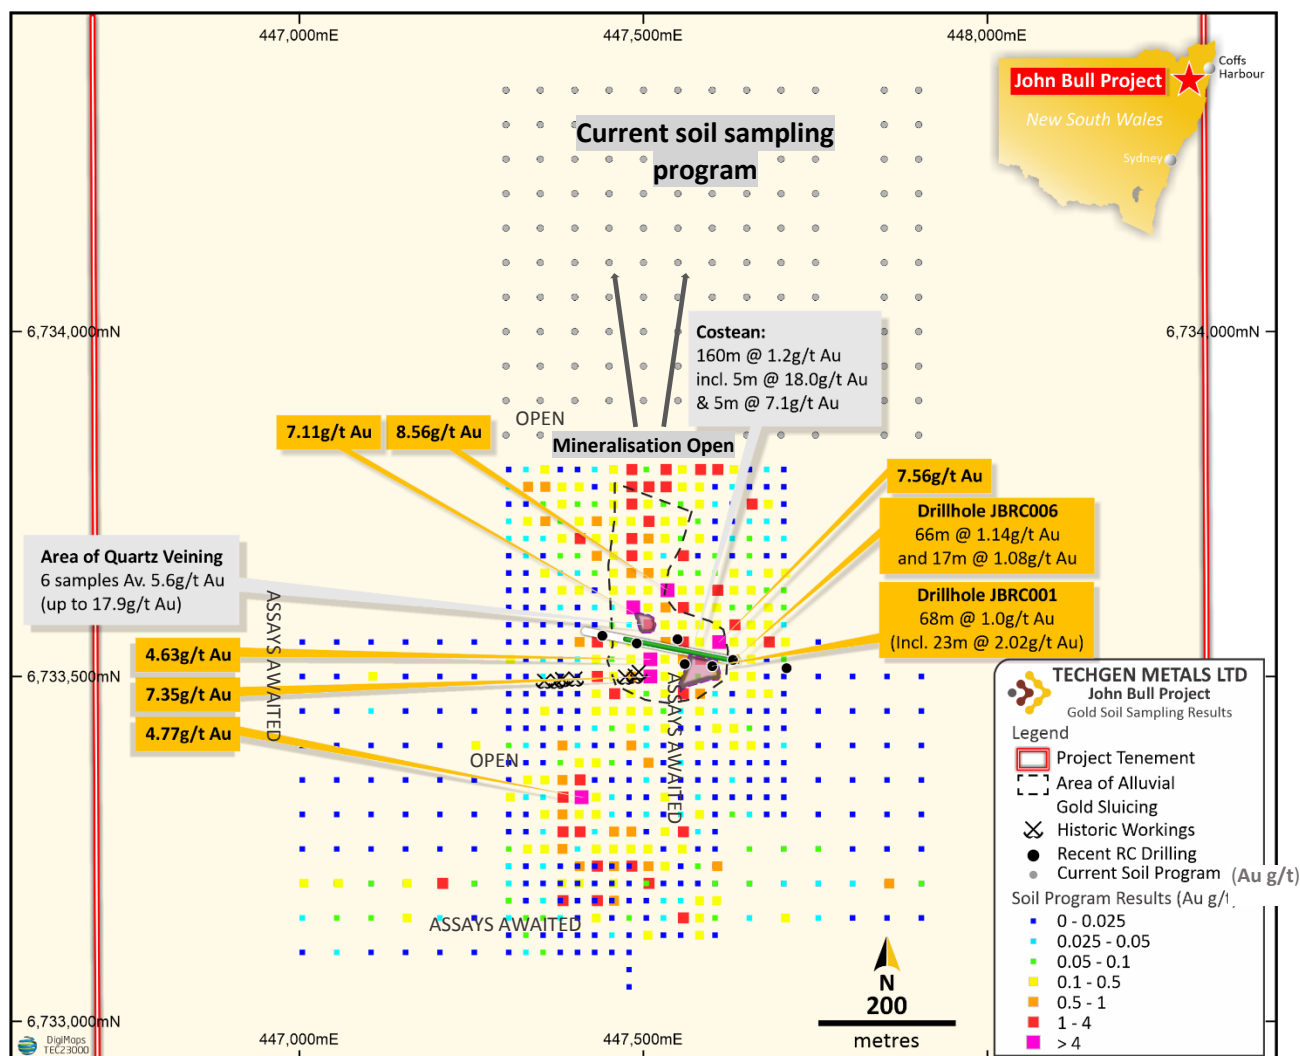 447,000mE
447,500mE
448,000mE
Coffs
Harbour
John Bull Project
New South Wales
Sydney
Current soil sampling
program
6,734,000mN
6,734,000mN
Costean:
160m @ 1.2g/t Au
incl. 5m @ 18.0g/t Au
& 5m @ 7.1g/t Au
OPEN
7.11g/t Au
8.56g/t Au
Mineralisation Open
7.56g/t Au
Drillhole JBRC006
66m @ 1.14g/t Au
and 17m @ 1.08g/t Au
Area of Quartz Veining
6 samples Av. 5.6g/t Au
(up to 17.9g/t Au)
Drillhole JBRC001
68m @ 1.0g/t Au
(Incl. 23m @ 2.02g/t Au)
ASSAYS AWAITED
4.63g/t Au
6,733,500mN
7.35g/t Au
4.77g/t Au
ASSAYS AWAITED
OPEN
ASSAYS AWAITED
TECHGEN METALS LTD
John Bull Project
Gold Soil Sampling Results
Legend
Project Tenement
Area of Alluvial
Gold Sluicing
Historic Workings
Recent RC Drilling
Current Soil Program
(Au g/t)
Soil Program Results (Au g/t
0 - 0.025
0.025 - 0.05
0.05 - 0.1
0.1 - 0.5
0.5 - 1
1 - 4
> 4
N
200
metres
6,733,000mN
447,000mE
447,500mE
DigiMaps
TEC23000